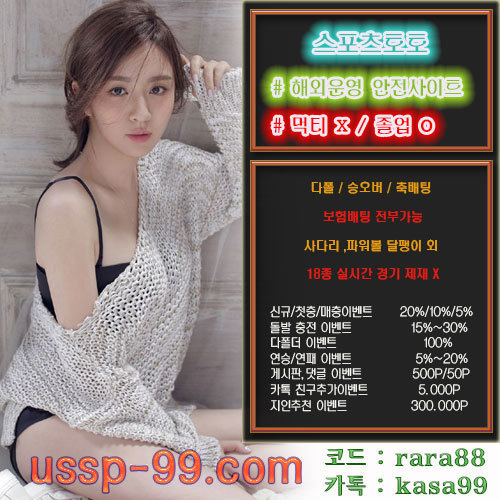 스포츠토토
# 해외운영 안전사이트
# 먹티 x / 졸업 o
다폴 / 승오버 / 축배팅
보험배팅 전부가능
사다리 ,파워볼 달팽이 외
18종 실시간 경기 제재 X
신규/첫충/매충이벤트 20%/10%/5%
돌발 충전 이벤트 15%~30%
다폴더 이벤트 100%
연승/연패 이벤트 5%~20%
게시판,댓글 이벤트 500P/50P
카톡 친구추가이벤트 5.000P
지인추천 이벤트 300.000P
ussp-99.com
코드 : rara88
카톡 : kasa99